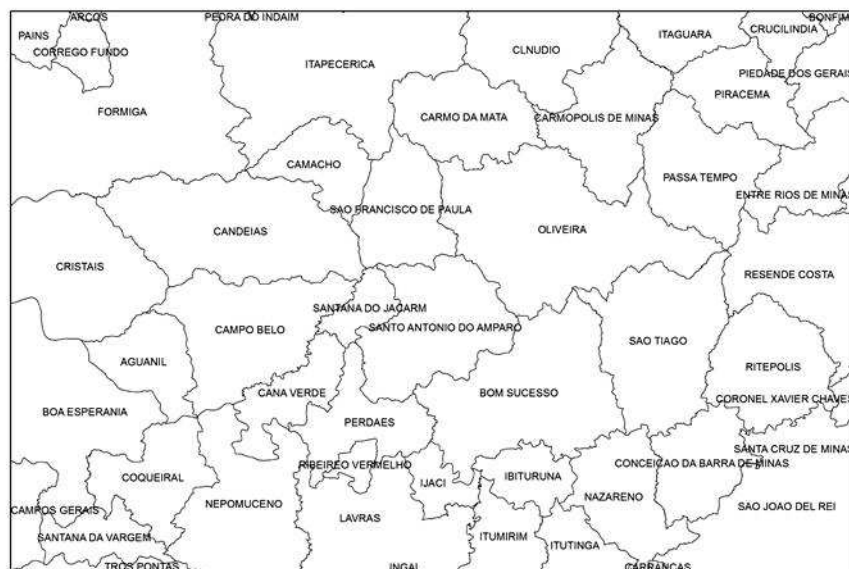 ARCOS
PEDRA DO INDAIM
BONFIM
PAINS
CORREGO FUNDO
ITAPECERICA
CLNUDIO
ITAGUARA
CRUCILINDIA
PIEDADE DOS GERAIS
PIRACEMA
FORMIGA
CARMO DA MATA
CARMOPOLIS DE MINAS
CAMACHO
PASSA TEMPO
ENTRE RIOS DE MINAS
SAO FRANCISCO DE PAULA
CANDEIAS
OLIVEIRA
CRISTAIS
RESENDE COSTA
SANTANA DO JACARM
CAMPO BELO
SANTO ANTONIO DO AMPARO
SAO TIAGO
AGUANIL
RITEPOLIS
CANA VERDE
BOM SUCESSO
CORONEL XAVIER CHAVES
BOA ESPERANIA
PERDAES
SANTA CRUZ DE MINAS
RIBEIREO VERMELHO
CONCEICAO DA BARRA DE MINAS
COQUEIRAL
IJACI
IBITURUNA
NAZARENO
NEPOMUCENO
SAO JOAO DEL REI
CAMPOS GERAIS
LAVRAS
SANTANA DA VARGEM
ITUMIRIM
ITUTINGA
TROS PONTAS
INGAI
CARRANCAS